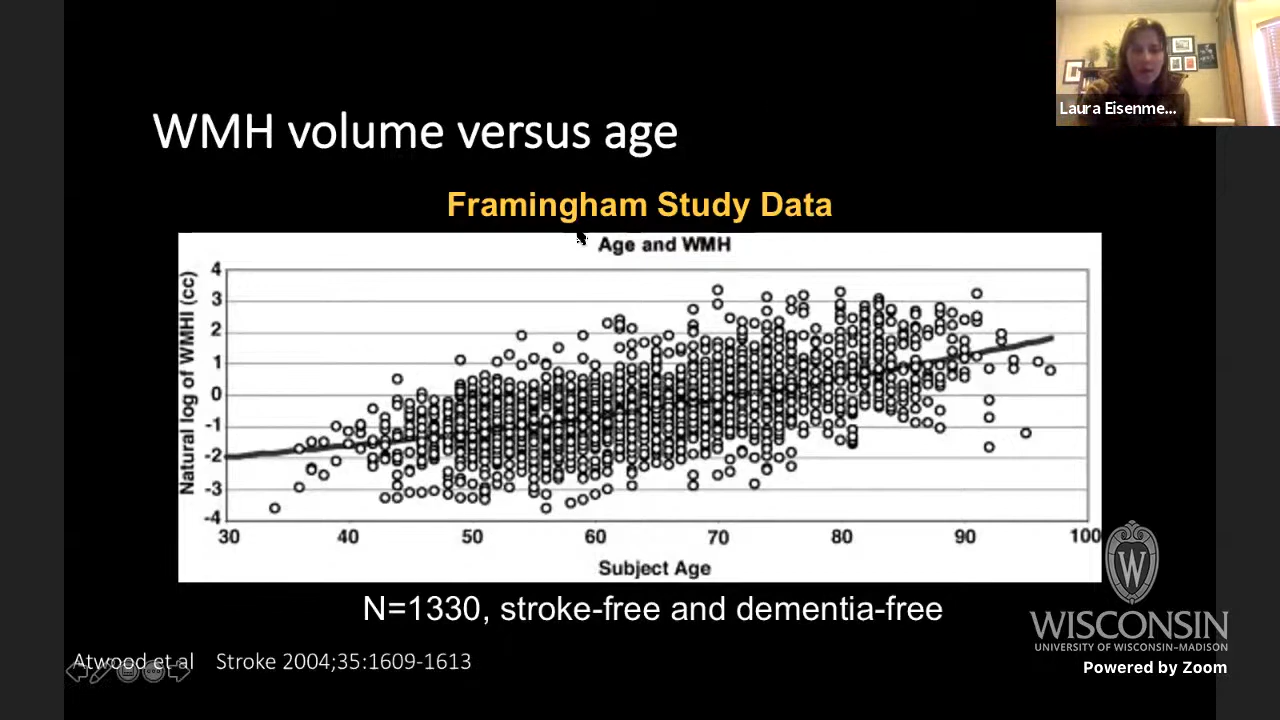 Laura Eisenme...
WMH volume versus age
Framingham Study Data
Age and WMH
Natural log of WMHI (cc)
4
3
2
1
0
-1
-2
-3
-4
30 40 50 60 70 80 90 100
Subject Age
N=1330, stroke-free and dementia-free
Atwood et al Stroke 2004;35:1609-1613
W
WISCONSIN
UNIVERSITY OF WISCONSIN–MADISON
Powered by Zoom